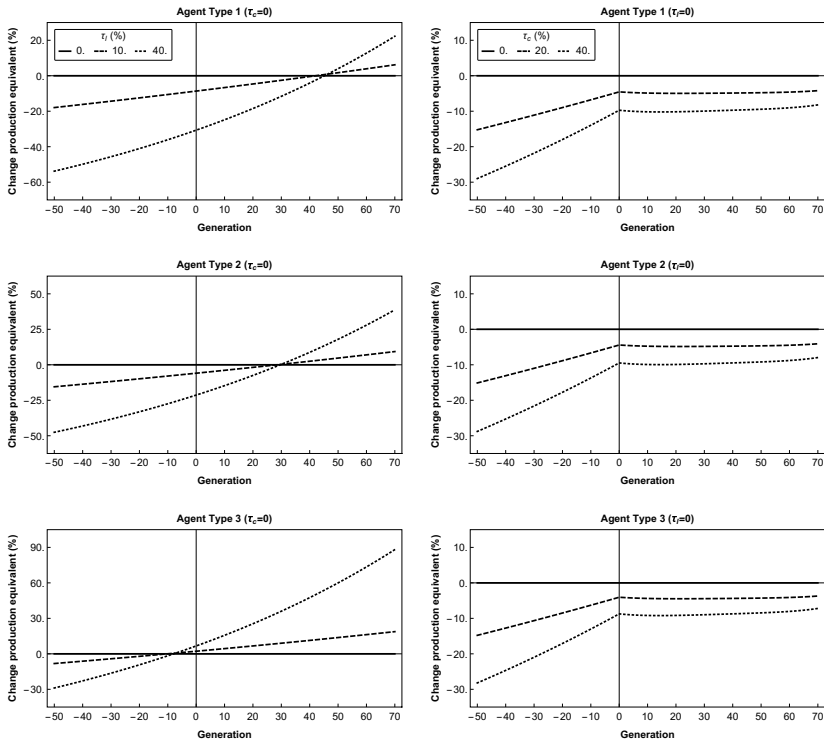 Agent Type 1 (τc=0)
τl (%)
0. 10. 40.
Change production equivalent (%)
20.
0.
−20.
−40.
−60.
−50 −40 −30 −20 −10 0 10 20 30 40 50 60 70
Generation
Agent Type 1 (τl=0)
τc (%)
0. 20. 40.
Change production equivalent (%)
10.
0.
−10.
−20.
−30.
−50 −40 −30 −20 −10 0 10 20 30 40 50 60 70
Generation
Agent Type 2 (τc=0)
Change production equivalent (%)
50.
25.
0.
−25.
−50.
−50 −40 −30 −20 −10 0 10 20 30 40 50 60 70
Generation
Agent Type 2 (τl=0)
Change production equivalent (%)
10.
0.
−10.
−20.
−30.
−50 −40 −30 −20 −10 0 10 20 30 40 50 60 70
Generation
Agent Type 3 (τc=0)
Change production equivalent (%)
90.
60.
30.
0.
−30.
−50 −40 −30 −20 −10 0 10 20 30 40 50 60 70
Generation
Agent Type 3 (τl=0)
Change production equivalent (%)
10.
0.
−10.
−20.
−30.
−50 −40 −30 −20 −10 0 10 20 30 40 50 60 70
Generation